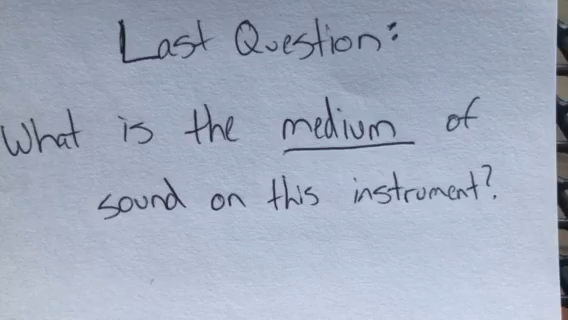 Last Question:
What is the medium of
sound on this instrument?